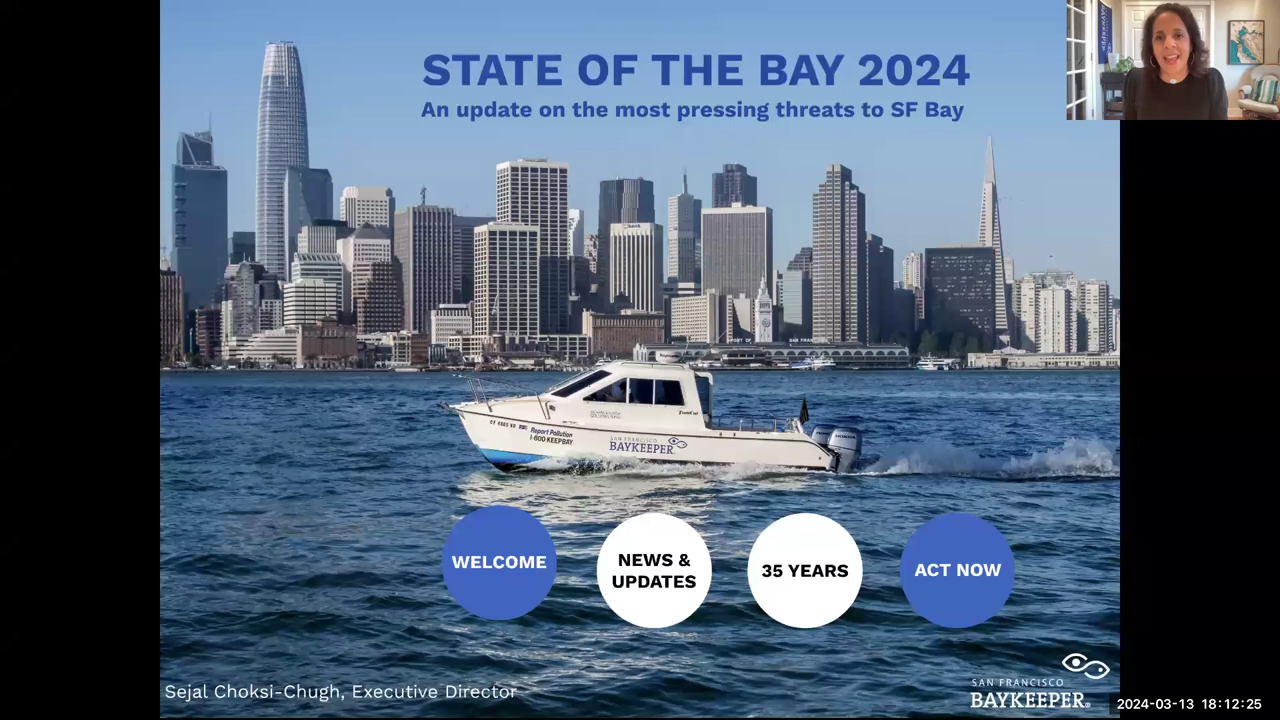 STATE OF THE BAY 2024
An update on the most pressing threats to SF Bay
Report Pollution
1-800 KEEPBAY
SAN FRANCISCO
BAYKEEPER
WELCOME
NEWS &
UPDATES
35 YEARS
ACT NOW
Sejal Choksi-Chugh, Executive Director
SAN FRANCISCO
BAYKEEPER®
2024-03-13 18:12:25